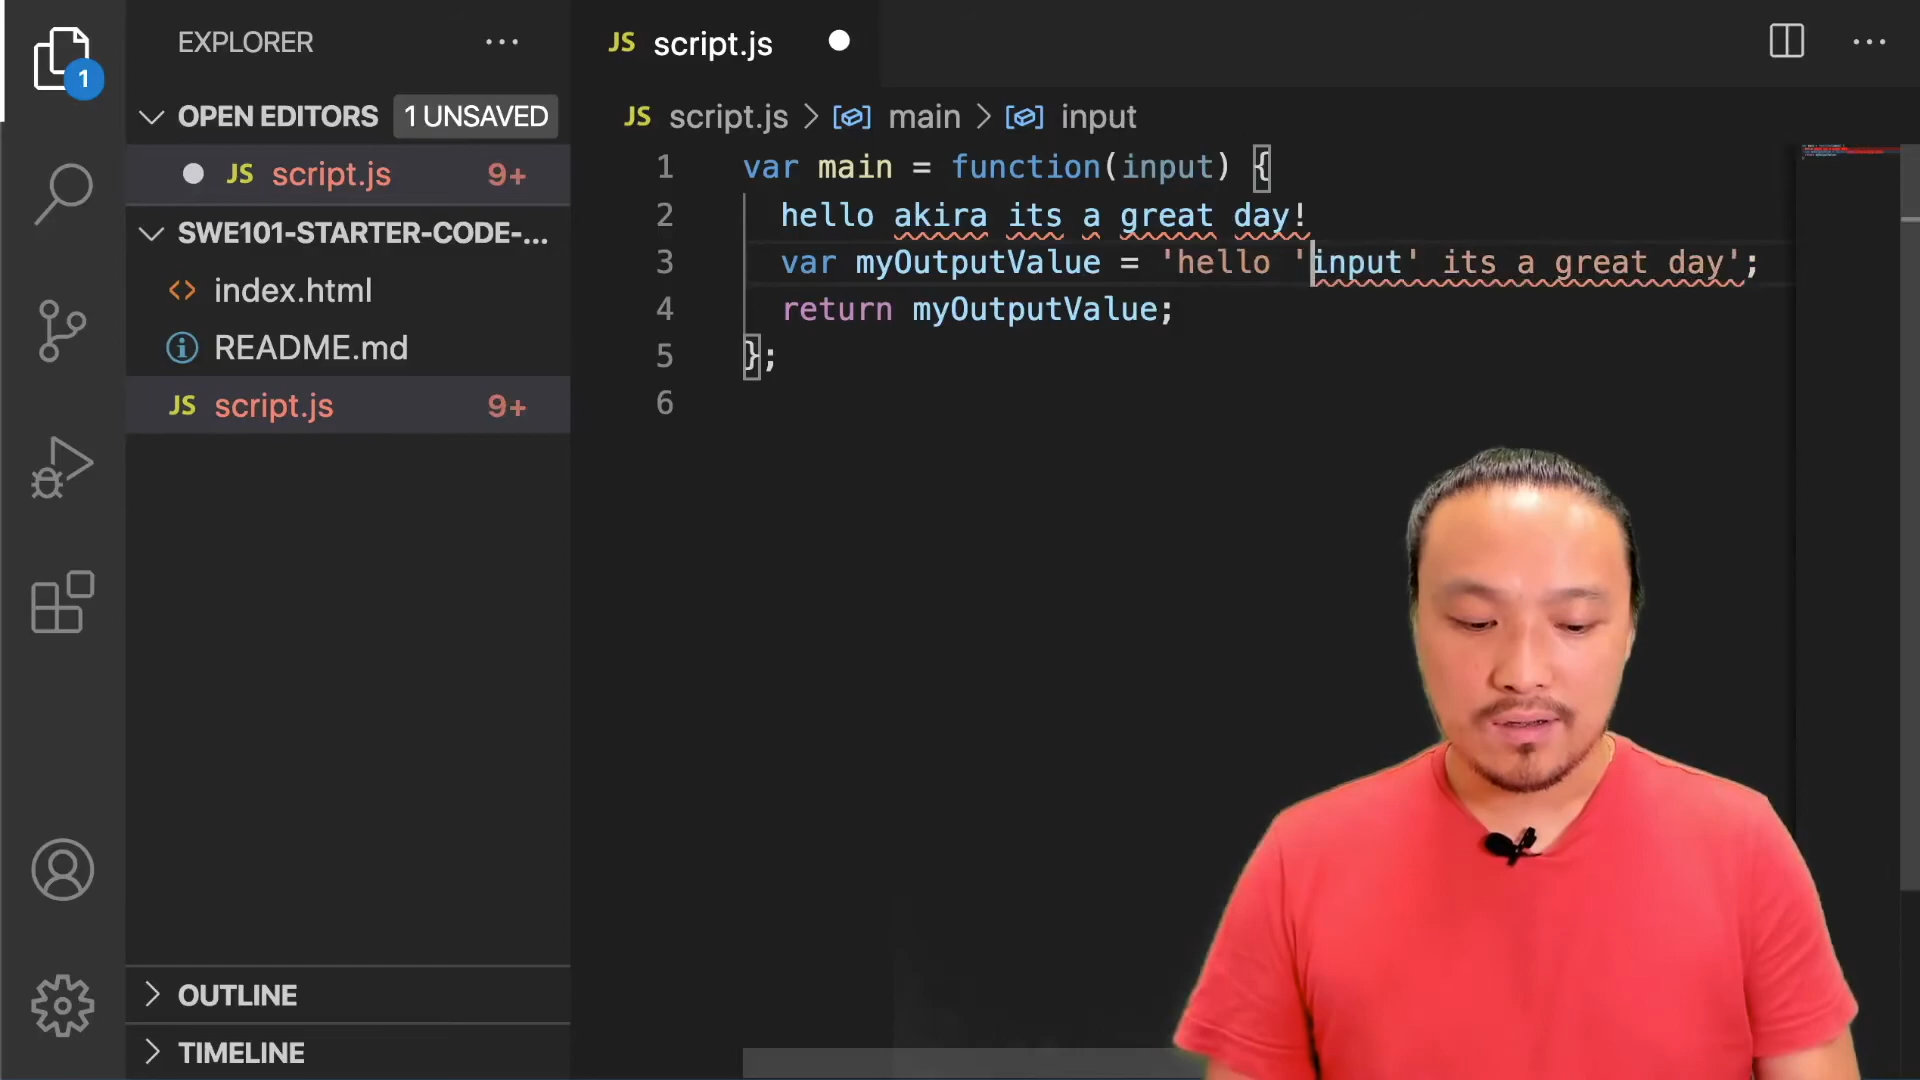 1
EXPLORER
OPEN EDITORS 1 UNSAVED
JS script.js 9+
SWE101-STARTER-CODE-...
<> index.html
README.md
JS script.js 9+
OUTLINE
TIMELINE
JS script.js
JS script.js > main > input
1 var main = function(input) {
2 hello akira its a great day!
3 var myOutputValue = 'hello 'input' its a great day';
4 return myOutputValue;
5 };
6